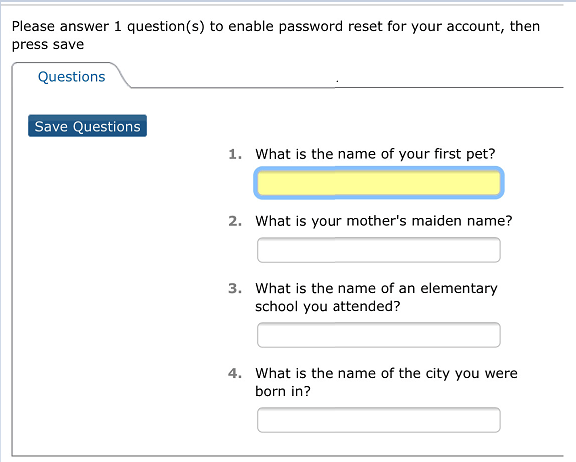 Please answer 1 question(s) to enable password reset for your account, then
press save
Questions
Save Questions
1. What is the name of your first pet?
2. What is your mother's maiden name?
3. What is the name of an elementary
school you attended?
4. What is the name of the city you were
born in?